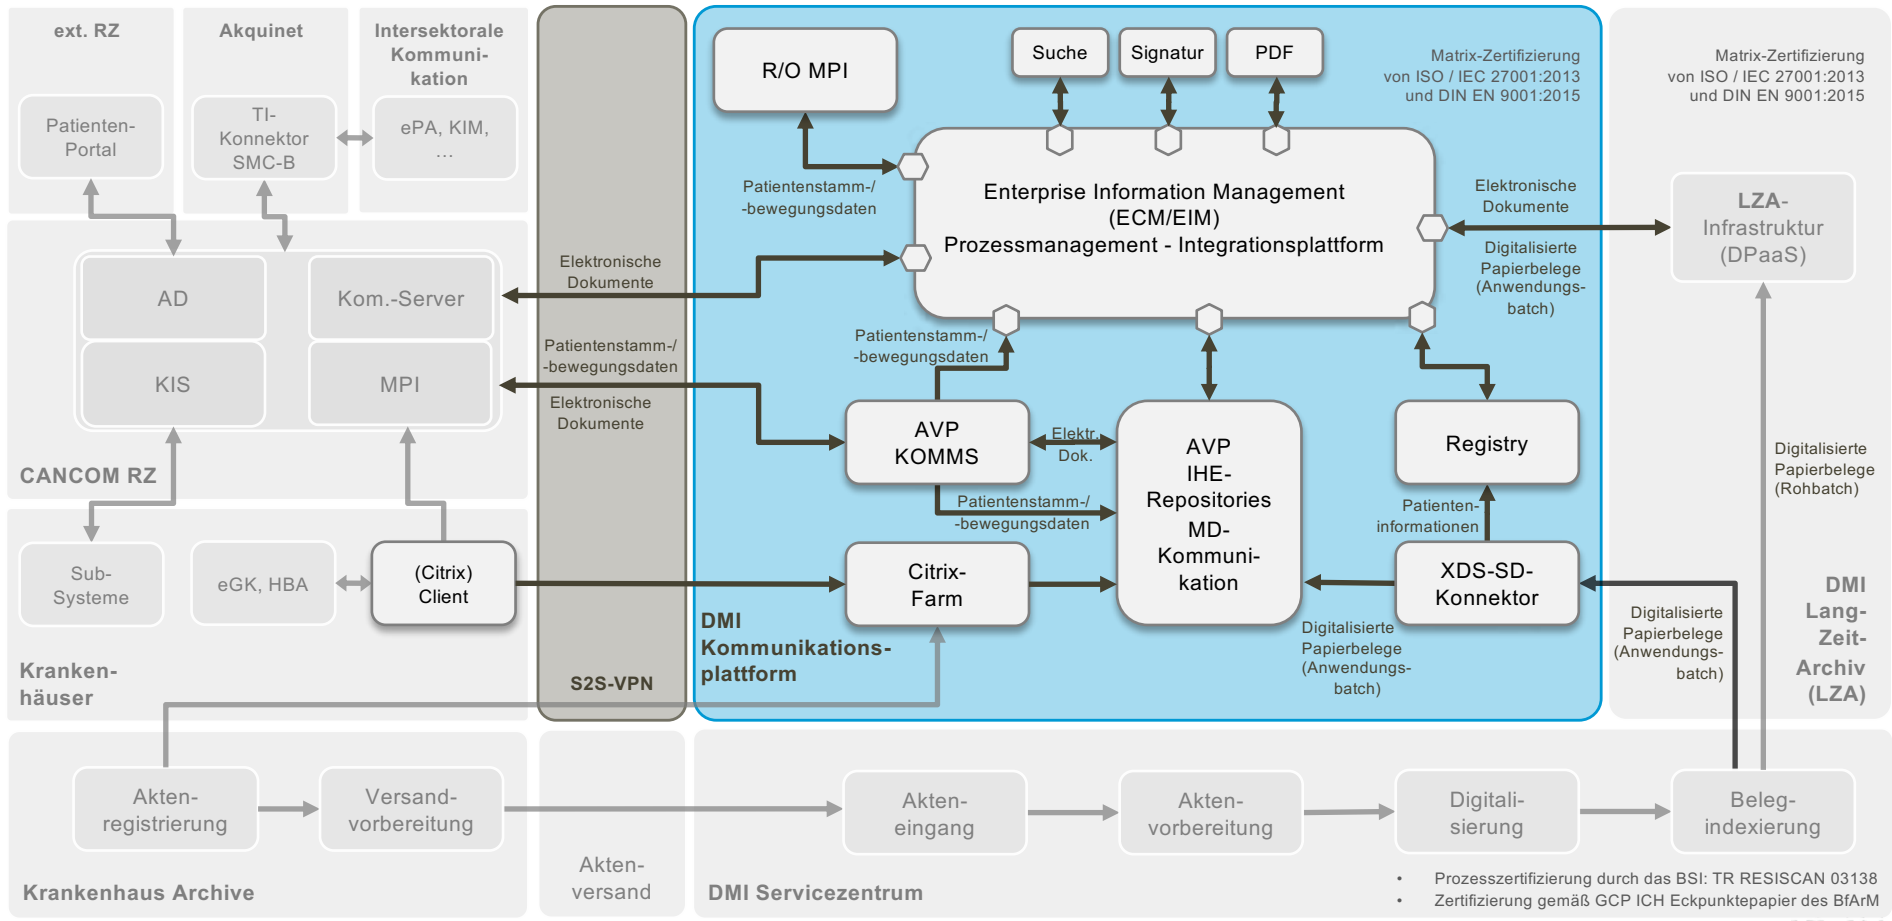 ext. RZ
Akquinet
Intersektorale
Kommuni-
kation
Patienten-
Portal
TI-
Konnektor
SMC-B
ePA, KIM,
...
AD
Kom.-Server
KIS
MPI
CANCOM RZ
Sub-
Systeme
eGK, HBA
(Citrix)
Client
Kranken-
häuser
Elektronische
Dokumente
Patientenstamm-/
-bewegungsdaten
Elektronische
Dokumente
S2S-VPN
R/O MPI
Suche
Signatur
PDF
Matrix-Zertifizierung
von ISO / IEC 27001:2013
und DIN EN 9001:2015
Patientenstamm-/
-bewegungsdaten
Enterprise Information Management
(ECM/EIM)
Prozessmanagement - Integrationsplattform
Elektronische
Dokumente
Digitalisierte
Papierbelege
(Anwendungs-
batch)
Patientenstamm-/
-bewegungsdaten
AVP
KOMMS
Elektr.
Dok.
Patientenstamm-/
-bewegungsdaten
AVP
IHE-
Repositories
MD-
Kommuni-
kation
Registry
Patienten-
informationen
Citrix-
Farm
XDS-SD-
Konnektor
DMI
Kommunikations-
plattform
Digitalisierte
Papierbelege
(Anwendungs-
batch)
Matrix-Zertifizierung
von ISO / IEC 27001:2013
und DIN EN 9001:2015
LZA-
Infrastruktur
(DPaaS)
Digitalisierte
Papierbelege
(Rohbatch)
Digitalisierte
Papierbelege
(Anwendungs-
batch)
DMI
Lang-
Zeit-
Archiv
(LZA)
Akten-
registrierung
Versand-
vorbereitung
Krankenhaus Archive
Akten-
versand
Akten-
eingang
Akten-
vorbereitung
Digitali-
sierung
Beleg-
indexierung
DMI Servicezentrum
• Prozesszertifizierung durch das BSI: TR RESISCAN 03138
• Zertifizierung gemäß GCP ICH Eckpunktepapier des BfArM